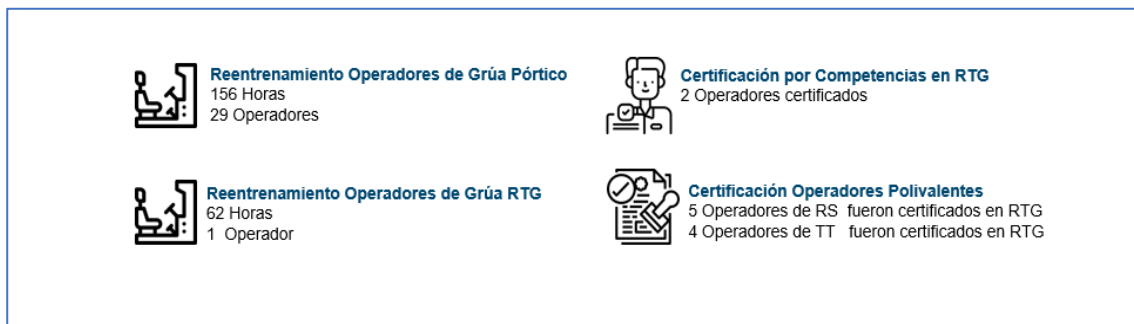 Reentrenamiento Operadores de Grúa Pórtico
156 Horas
29 Operadores
Certificación por Competencias en RTG
2 Operadores certificados
Reentrenamiento Operadores de Grúa RTG
62 Horas
1 Operador
Certificación Operadores Polivalentes
5 Operadores de RS fueron certificados en RTG
4 Operadores de TT fueron certificados en RTG